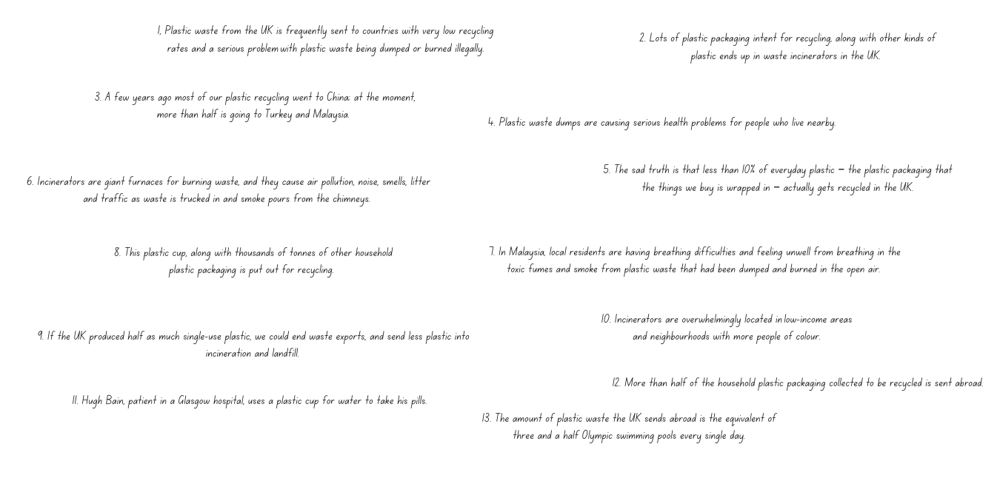 1, Plastic waste from the UK is frequently sent to countries with very low recycling
rates and a serious problem with plastic waste being dumped or burned illegally.
2. Lots of plastic packaging intent for recycling, along with other kinds of
plastic ends up in waste incinerators in the UK.
3. A few years ago most of our plastic recycling went to China; at the moment,
more than half is going to Turkey and Malaysia.
4. Plastic waste dumps are causing serious health problems for people who live nearby.
5. The sad truth is that less than 10% of everyday plastic – the plastic packaging that
the things we buy is wrapped in – actually gets recycled in the UK.
6. Incinerators are giant furnaces for burning waste, and they cause air pollution, noise, smells, litter
and traffic as waste is trucked in and smoke pours from the chimneys.
7. In Malaysia, local residents are having breathing difficulties and feeling unwell from breathing in the
toxic fumes and smoke from plastic waste that had been dumped and burned in the open air.
8. This plastic cup, along with thousands of tonnes of other household
plastic packaging is put out for recycling.
9. If the UK produced half as much single-use plastic, we could end waste exports, and send less plastic into
incineration and landfill.
10. Incinerators are overwhelmingly located in low-income areas
and neighbourhoods with more people of colour.
11. Hugh Bain, patient in a Glasgow hospital, uses a plastic cup for water to take his pills.
12. More than half of the household plastic packaging collected to be recycled is sent abroad.
13. The amount of plastic waste the UK sends abroad is the equivalent of
three and a half Olympic swimming pools every single day.